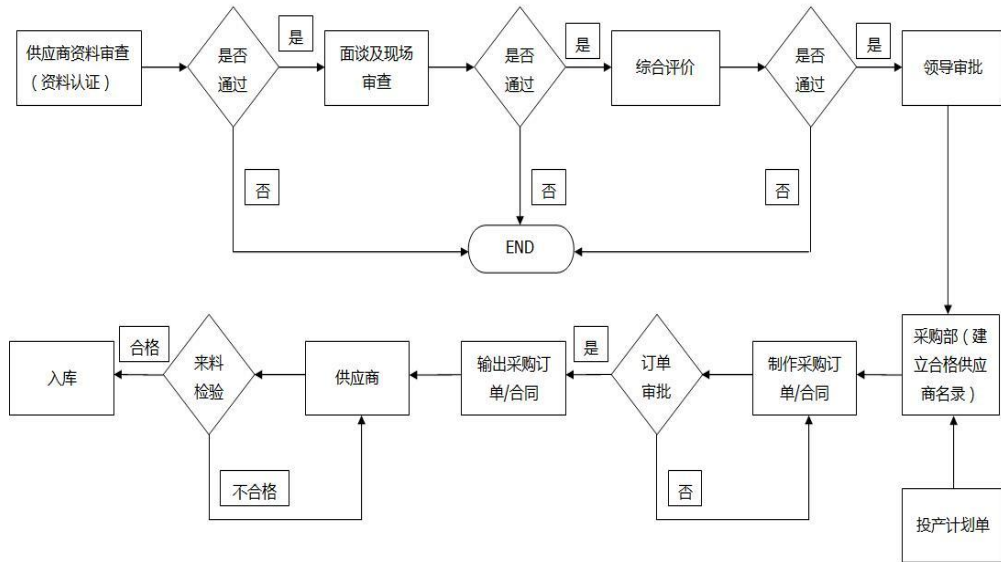 供应商资料审查
（资料认证）
是否
通过
是
面谈及现场
审查
是否
通过
是
综合评价
是否
通过
是
领导审批
否
否
否
END
入库
合格
来料
检验
供应商
输出采购订
单/合同
是
订单
审批
制作采购订
单/合同
采购部（建
立合格供应
商名录）
不合格
否
投产计划单